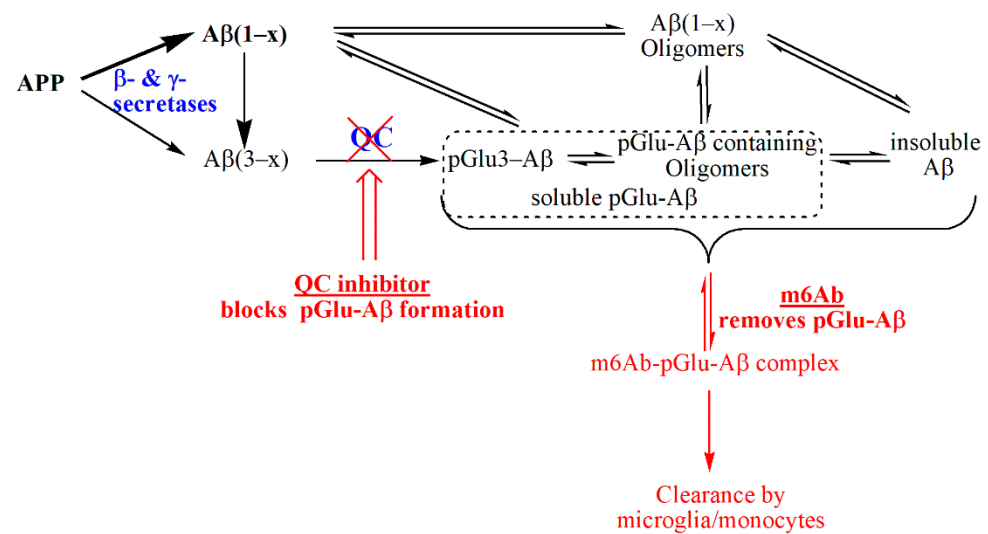 Aβ(1–x)
Aβ(1–x)
Oligomers
APP
β- & γ-
secretases
Aβ(3–x)
QC
pGlu3–Aβ
pGlu-Aβ containing
Oligomers
insoluble
Aβ
soluble pGlu-Aβ
QC inhibitor
blocks pGlu-Aβ formation
m6Ab
removes pGlu-Aβ
m6Ab-pGlu-Aβ complex
Clearance by
microglia/monocytes